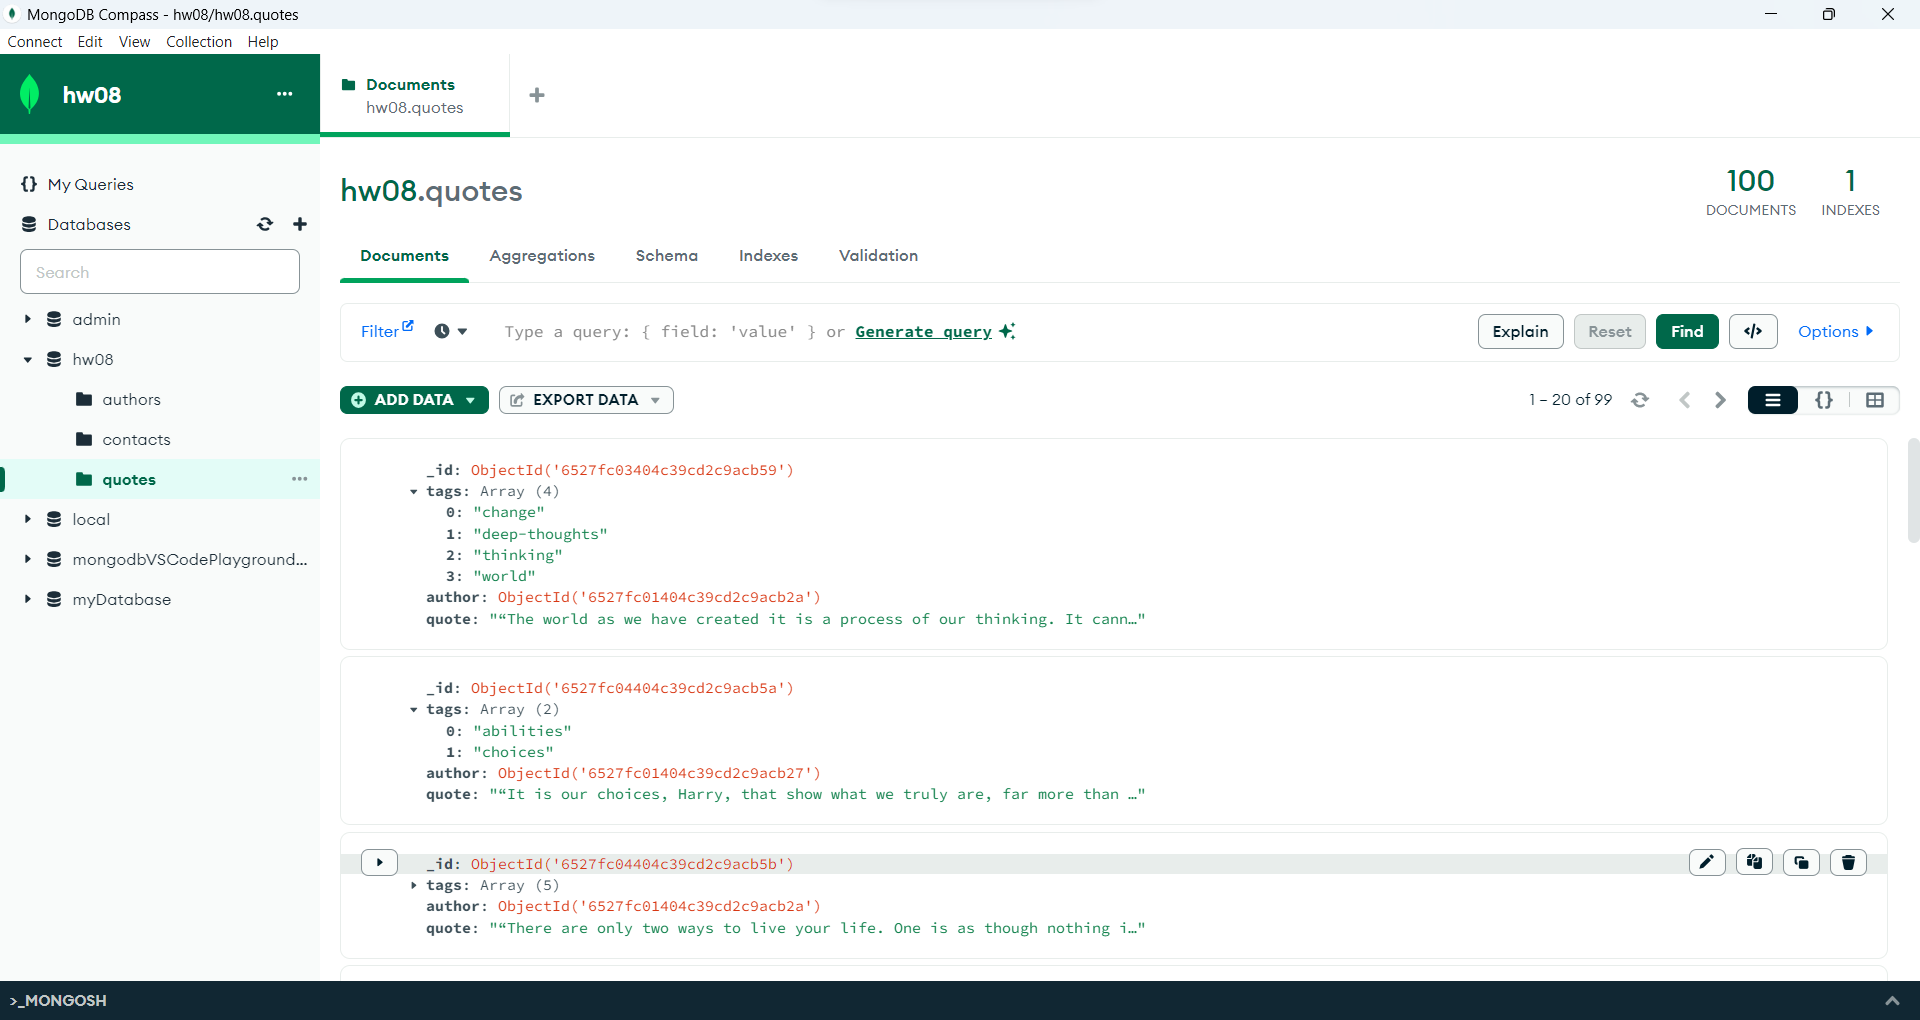 MongoDB Compass - hw08/hw08.quotes
Connect Edit View Collection Help
hw08 ...
Documents
hw08.quotes
+
{} My Queries
Databases
Search
admin
hw08
authors
contacts
quotes ...
local
mongodbVSCodePlayground...
myDatabase
hw08.quotes
100
DOCUMENTS
1
INDEXES
Documents Aggregations Schema Indexes Validation
Filter Type a query: { field: 'value' } or Generate query Explain Reset Find </> Options
ADD DATA EXPORT DATA 1 – 20 of 99 {}
_id: ObjectId('6527fc03404c39cd2c9acb59')
tags: Array (4)
0: "change"
1: "deep-thoughts"
2: "thinking"
3: "world"
author: ObjectId('6527fc01404c39cd2c9acb2a')
quote: "“The world as we have created it is a process of our thinking. It cann…"
_id: ObjectId('6527fc04404c39cd2c9acb5a')
tags: Array (2)
0: "abilities"
1: "choices"
author: ObjectId('6527fc01404c39cd2c9acb27')
quote: "“It is our choices, Harry, that show what we truly are, far more than …"
_id: ObjectId('6527fc04404c39cd2c9acb5b')
tags: Array (5)
author: ObjectId('6527fc01404c39cd2c9acb2a')
quote: "“There are only two ways to live your life. One is as though nothing i…"
>_MONGOSH